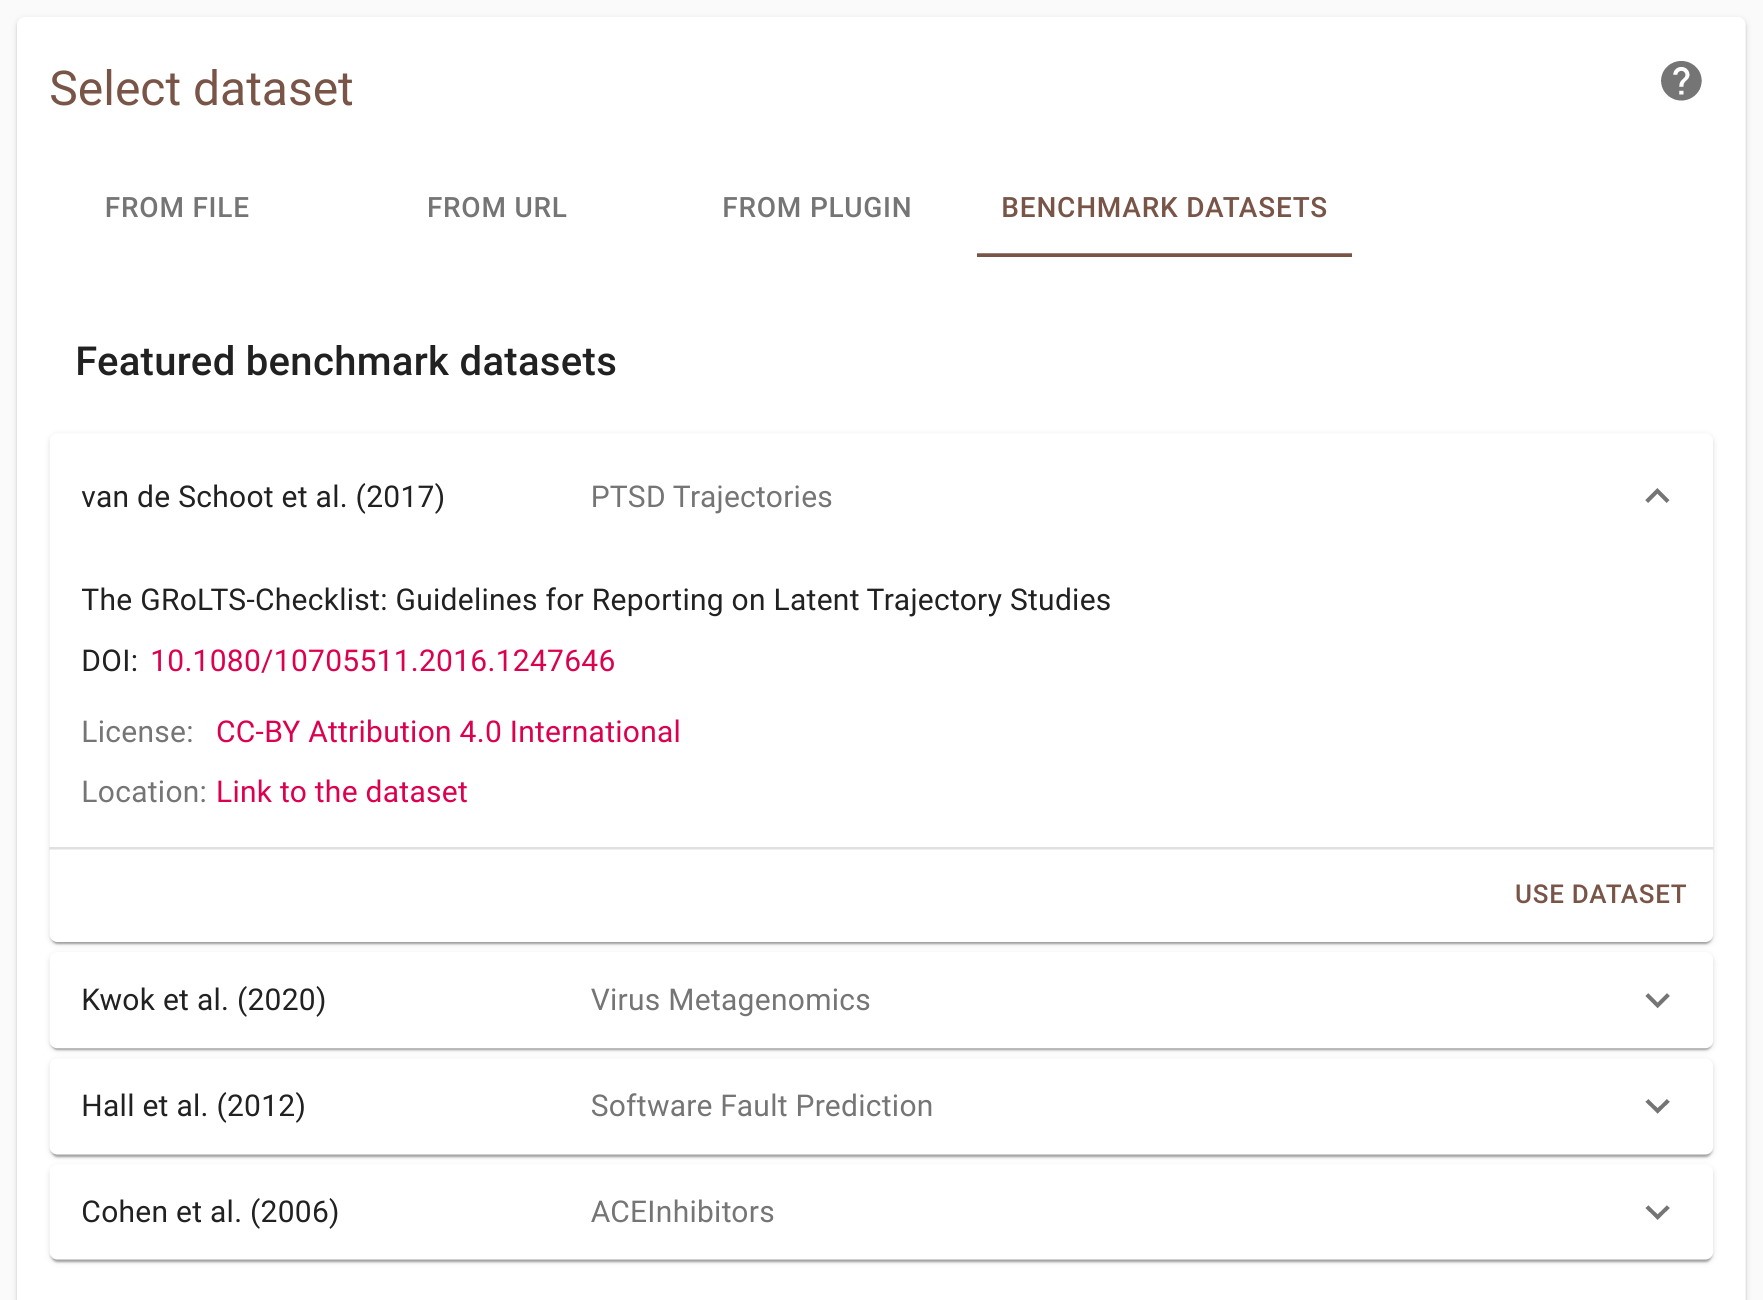 Select dataset
?
FROM FILE FROM URL FROM PLUGIN BENCHMARK DATASETS
Featured benchmark datasets
van de Schoot et al. (2017) PTSD Trajectories
The GRoLTS-Checklist: Guidelines for Reporting on Latent Trajectory Studies
DOI: 10.1080/10705511.2016.1247646
License: CC-BY Attribution 4.0 International
Location: Link to the dataset
USE DATASET
Kwok et al. (2020) Virus Metagenomics
Hall et al. (2012) Software Fault Prediction
Cohen et al. (2006) ACEInhibitors